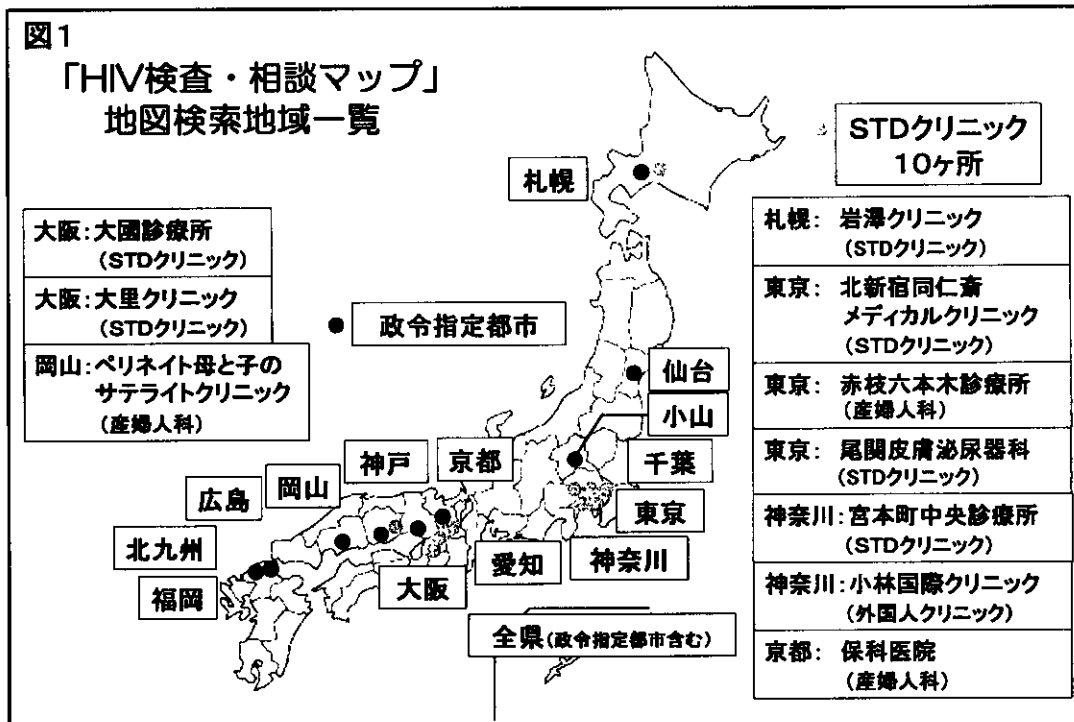 図1
「HIV検査・相談マップ」
地図検索地域一覧
STDクリニック
10ヶ所
札幌
大阪:大國診療所
(STDクリニック)
大阪:大里クリニック
(STDクリニック)
岡山:ペリネイト母と子の
サテライトクリニック
(産婦人科)
政令指定都市
札幌: 岩澤クリニック
(STDクリニック)
東京: 北新宿同仁斎
メディカルクリニック
(STDクリニック)
東京: 赤枝六本木診療所
(産婦人科)
東京: 尾関皮膚泌尿器科
(STDクリニック)
神奈川:宮本町中央診療所
(STDクリニック)
神奈川:小林国際クリニック
(外国人クリニック)
京都: 保科医院
(産婦人科)
仙台
小山
千葉
東京
神奈川
愛知
京都
神戸
岡山
広島
北九州
福岡
大阪
全県(政令指定都市含む)